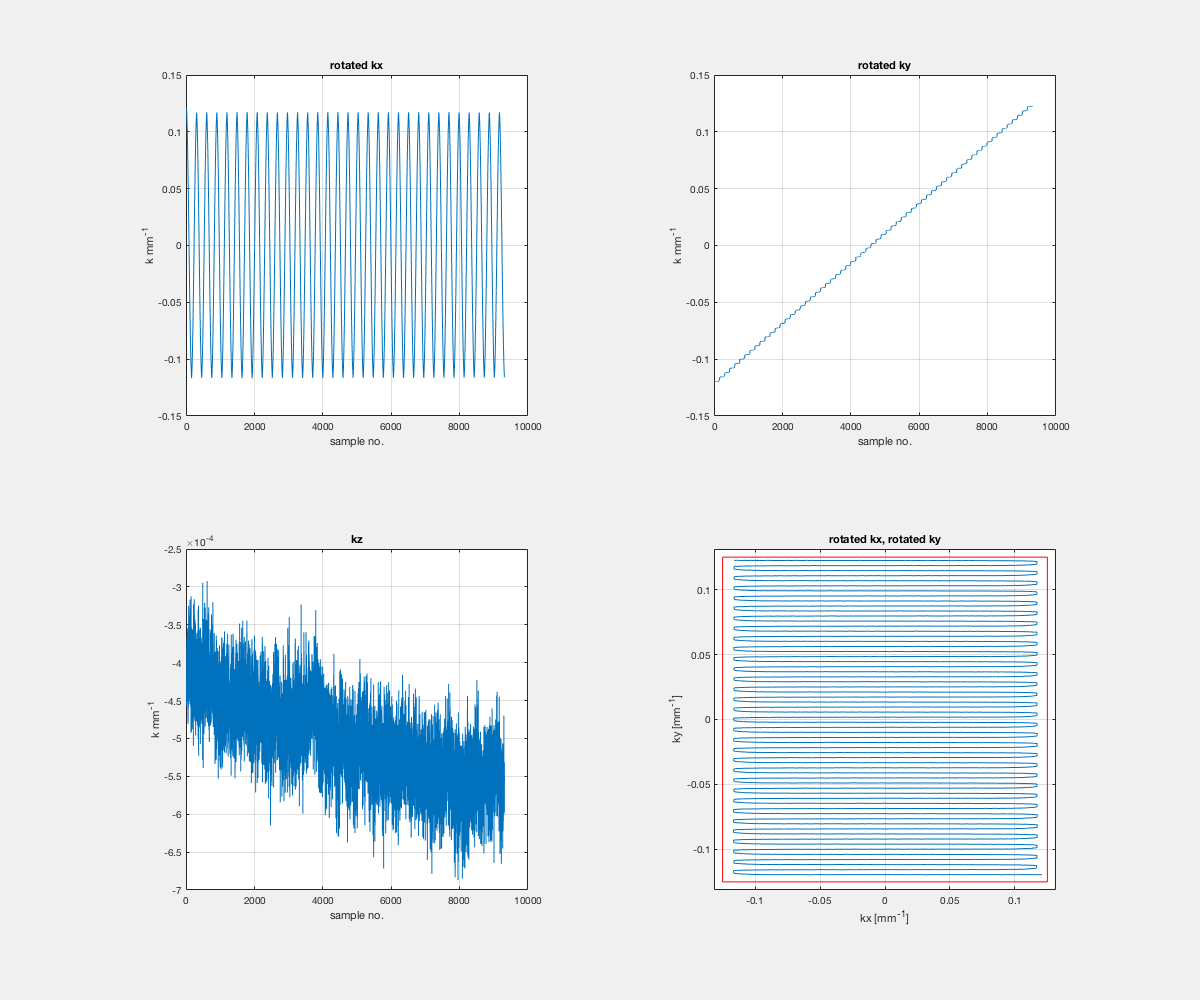 rotated kx
0.15
0.1
0.05
0
-0.05
-0.1
-0.15
k mm-1
0 2000 4000 6000 8000 10000
sample no.
rotated ky
0.15
0.1
0.05
0
-0.05
-0.1
-0.15
k mm-1
0 2000 4000 6000 8000 10000
sample no.
kz
×10-4
-2.5
-3
-3.5
-4
-4.5
-5
-5.5
-6
-6.5
-7
k mm-1
0 2000 4000 6000 8000 10000
sample no.
rotated kx, rotated ky
0.1
0.05
0
-0.05
-0.1
ky [mm-1]
-0.1 -0.05 0 0.05 0.1
kx [mm-1]